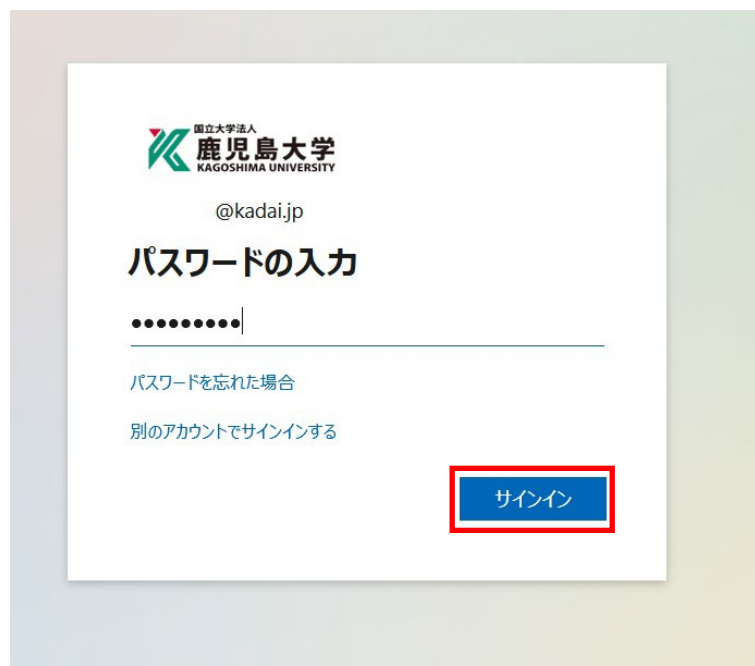 国立大学法人
鹿児島大学
KAGOSHIMA UNIVERSITY
@kadai.jp
パスワードの入力
•••••••••
パスワードを忘れた場合
別のアカウントでサインインする
サインイン